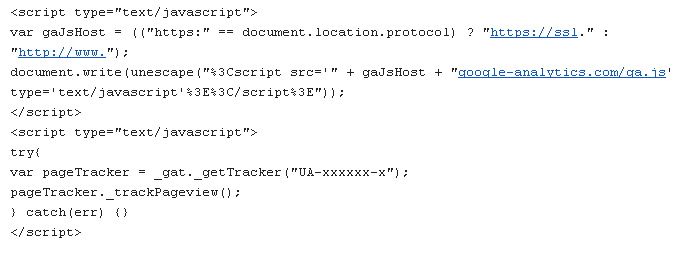 <script type="text/javascript">
var gaJsHost = (("https:" == document.location.protocol) ? "https://ssl." :
"http://www.");
document.write(unescape("%3Cscript src='" + gaJsHost + "google-analytics.com/ga.js'
type='text/javascript'%3E%3C/script%3E"));
</script>
<script type="text/javascript">
try{
var pageTracker = _gat._getTracker("UA-xxxxxx-x");
pageTracker._trackPageview();
} catch(err) {}
</script>